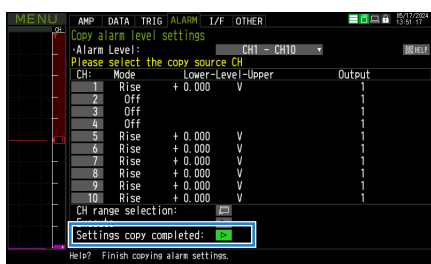 MENU AMP DATA TRIG ALARM I/F OTHER 05/17/2024 13:51:17
CH Copy alarm level settings
·Alarm Level: CH1 - CH10 ▼
Please select the copy source CH HELP
CH: Mode Lower-Level-Upper Output
1 Rise + 0.000 V 1
2 Off 1
3 Off 1
4 Off 1
5 Rise + 0.000 V 1
6 Rise + 0.000 V 1
7 Rise + 0.000 V 1
8 Rise + 0.000 V 1
9 Rise + 0.000 V 1
10 Rise + 0.000 V 1
CH range selection:
Settings copy completed:
Help? Finish copying alarm settings.